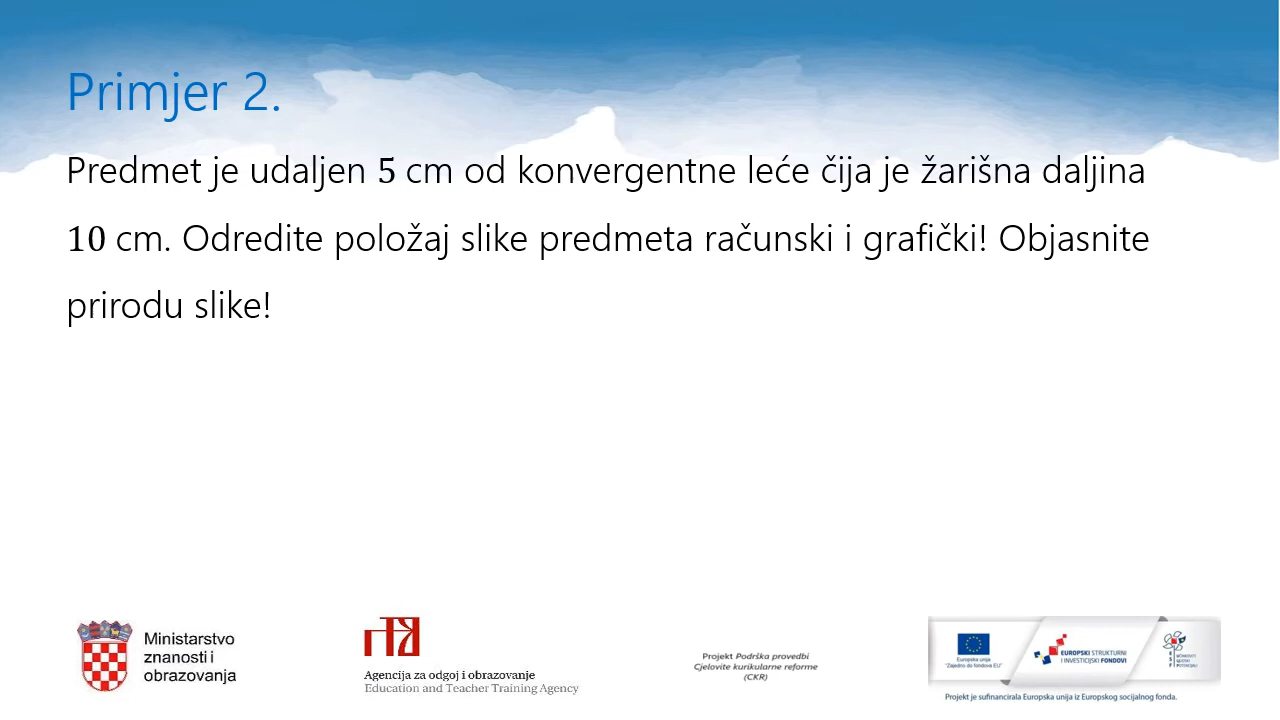 Primjer 2.
Predmet je udaljen 5 cm od konvergentne leće čija je žarišna daljina
10 cm. Odredite položaj slike predmeta računski i grafički! Objasnite
prirodu slike!
Ministarstvo
znanosti i
obrazovanja
Agencija za odgoj i obrazovanje
Education and Teacher Training Agency
Projekt Podrška provedbi
Cjelovite kurikularne reforme
(CKR)
Europska unija
"Zajedno do fondova EU"
EUROPSKI STRUKTURNI
I INVESTICIJSKI FONDOVI
Projekt je sufinancirala Europska unija iz Europskog socijalnog fonda.